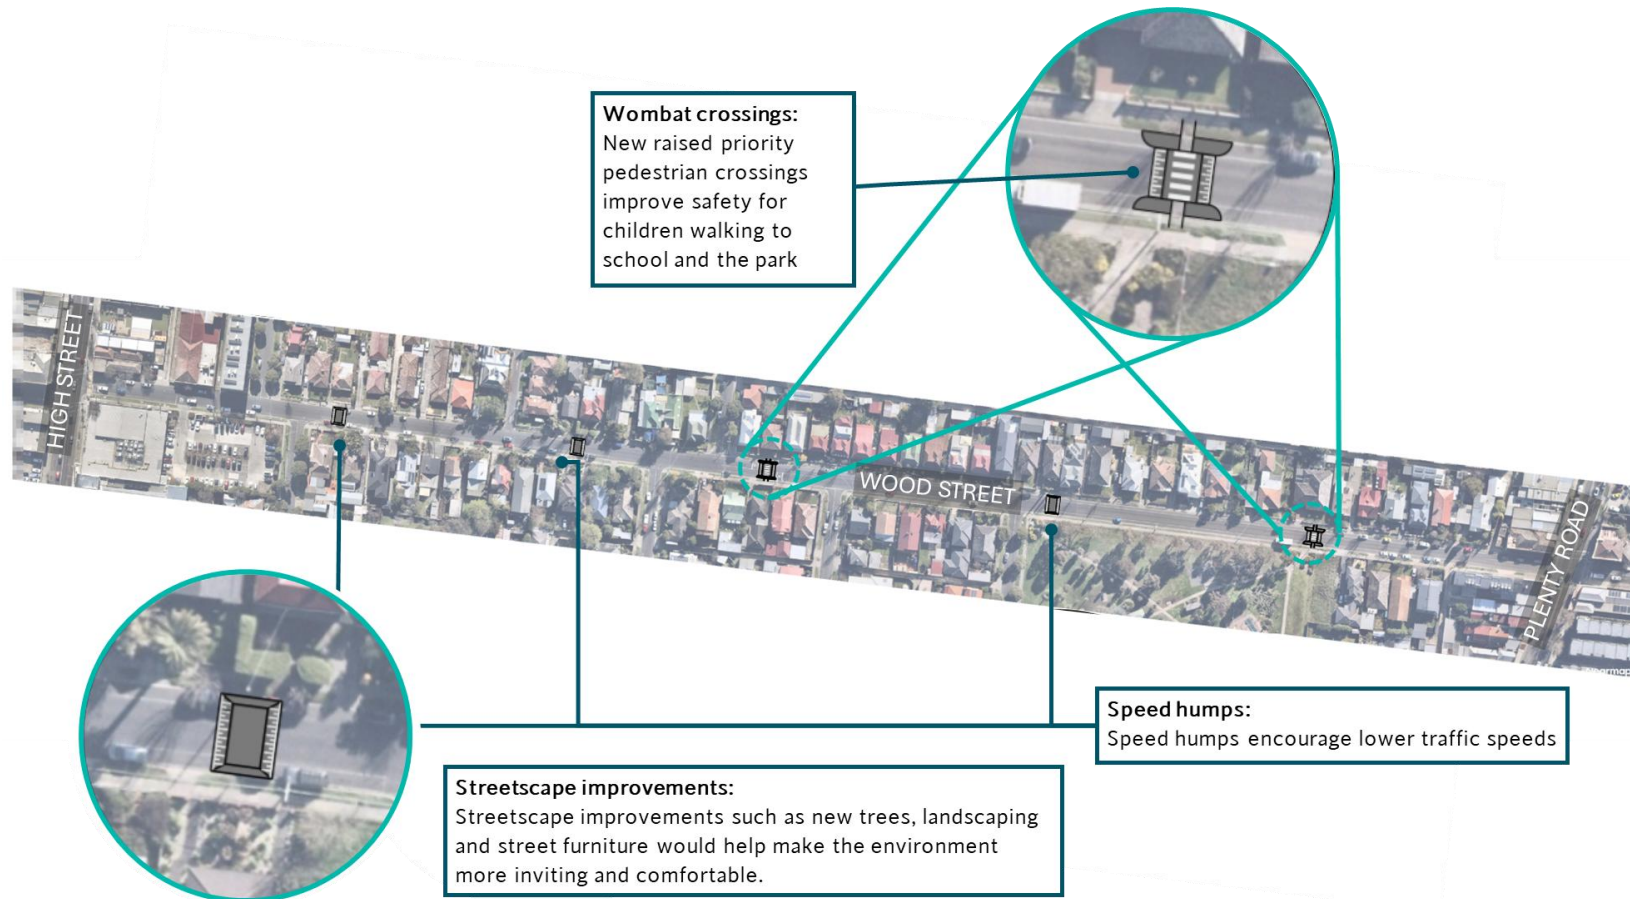 Wombat crossings:
New raised priority
pedestrian crossings
improve safety for
children walking to
school and the park
HIGH STREET
WOOD STREET
PLENTY ROAD
Speed humps:
Speed humps encourage lower traffic speeds
Streetscape improvements:
Streetscape improvements such as new trees, landscaping
and street furniture would help make the environment
more inviting and comfortable.